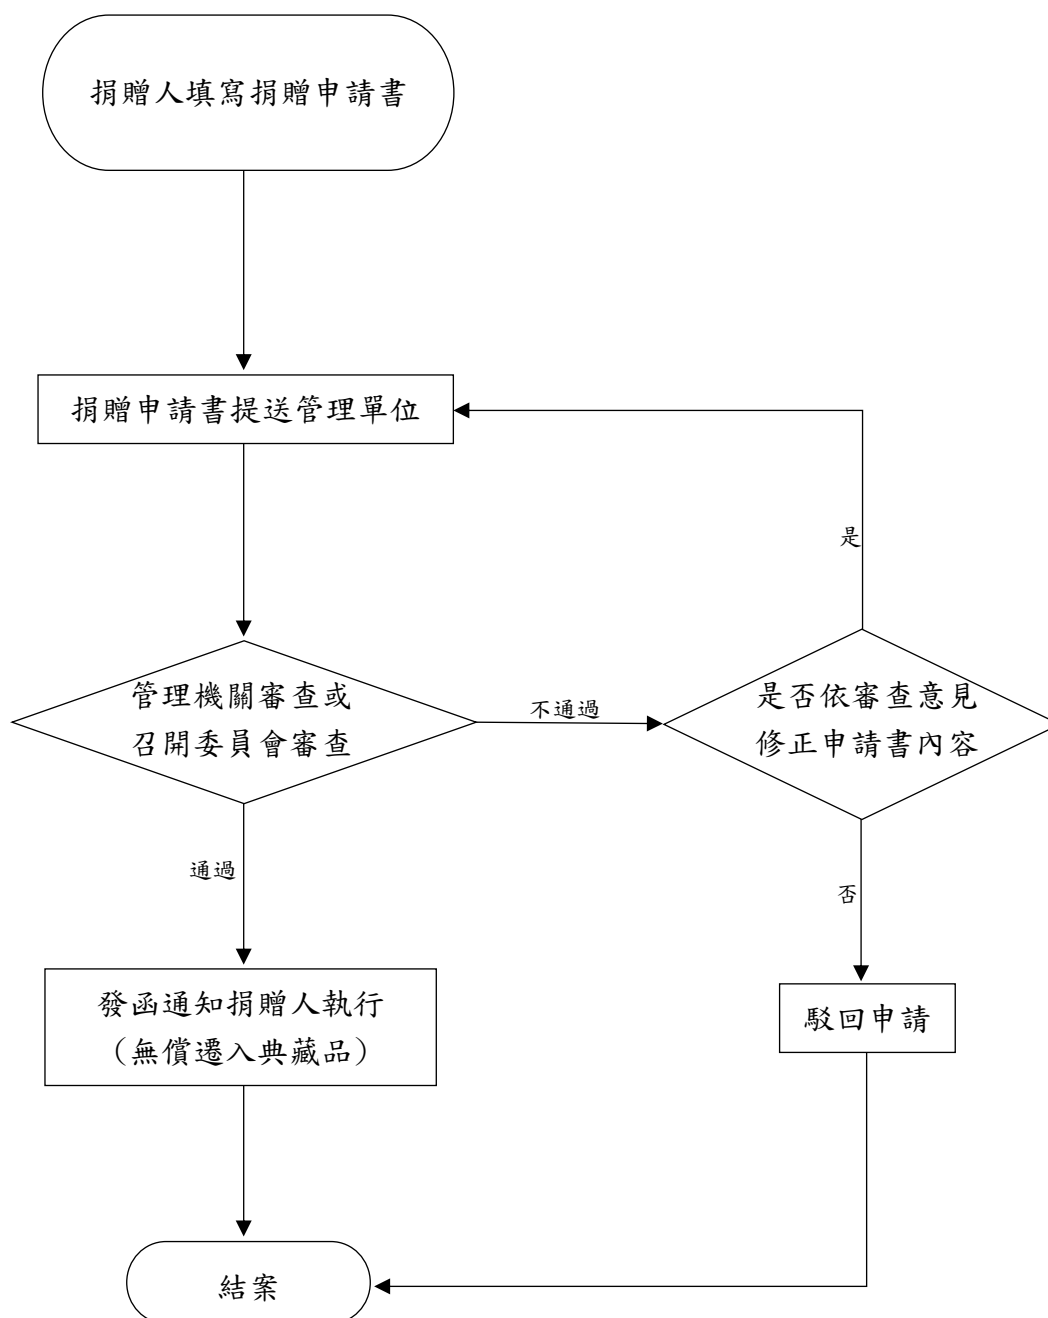 捐贈人填寫捐贈申請書
捐贈申請書提送管理單位
是
管理機關審查或
召開委員會審查
不通過
是否依審查意見
修正申請書內容
通過
否
發函通知捐贈人執行
（無償遷入典藏品）
駁回申請
結案